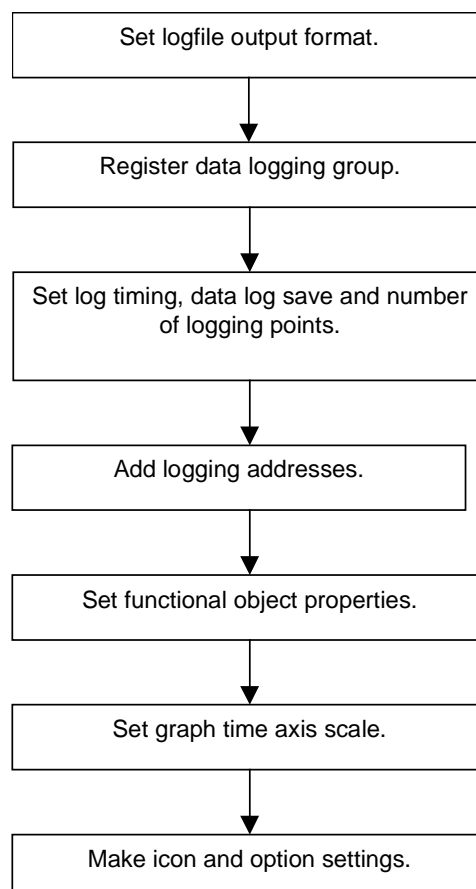 Set logfile output format.
Register data logging group.
Set log timing, data log save and number
of logging points.
Add logging addresses.
Set functional object properties.
Set graph time axis scale.
Make icon and option settings.